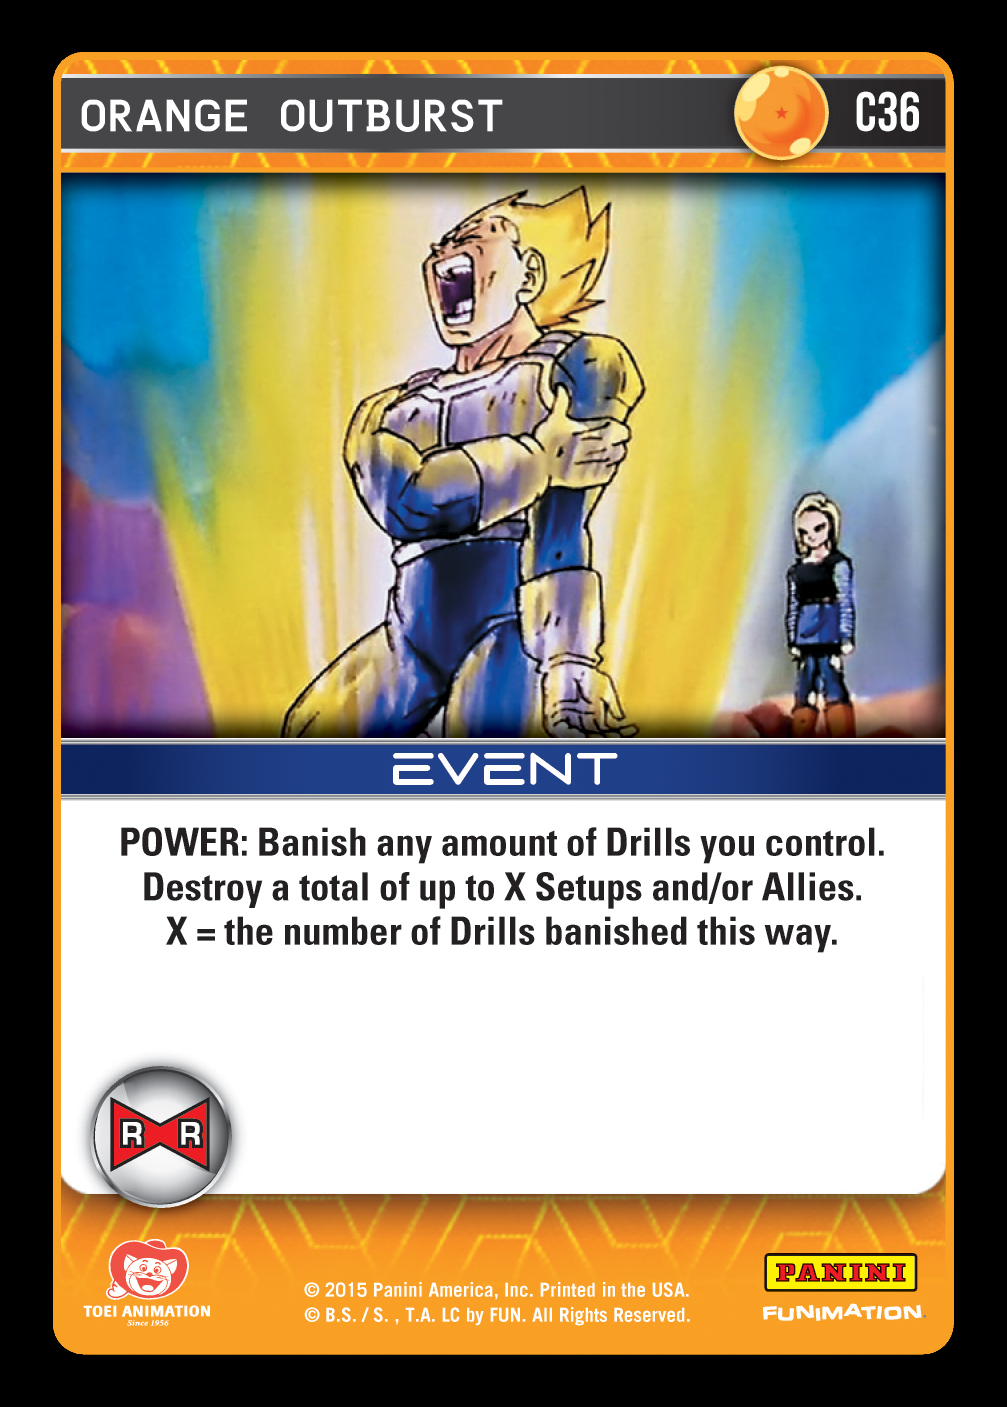 ORANGE OUTBURST
C36
EVENT
POWER: Banish any amount of Drills you control.
Destroy a total of up to X Setups and/or Allies.
X = the number of Drills banished this way.
R R
TOEI ANIMATION
Since 1956
© 2015 Panini America, Inc. Printed in the USA.
© B.S. / S. , T.A. LC by FUN. All Rights Reserved.
PANINI
FUNIMATION